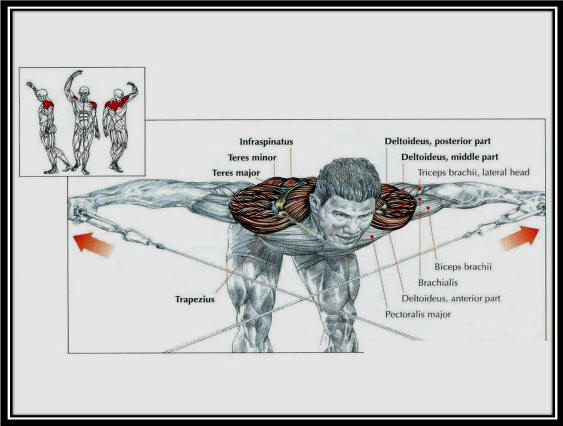 Infraspinatus
Teres minor
Teres major
Trapezius
Deltoideus, posterior part
Deltoideus, middle part
Triceps brachii, lateral head
Biceps brachii
Brachialis
Deltoideus, anterior part
Pectoralis major